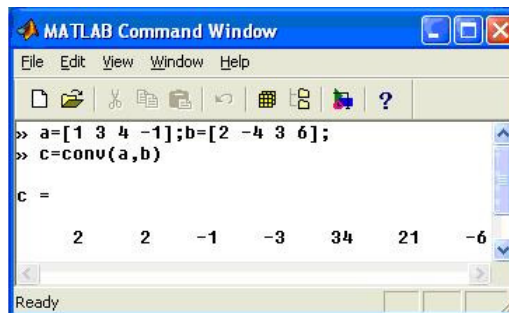 MATLAB Command Window
File Edit View Window Help
?
» a=[1 3 4 -1];b=[2 -4 3 6];
» c=conv(a,b)
c =
2 2 -1 -3 34 21 -6
Ready